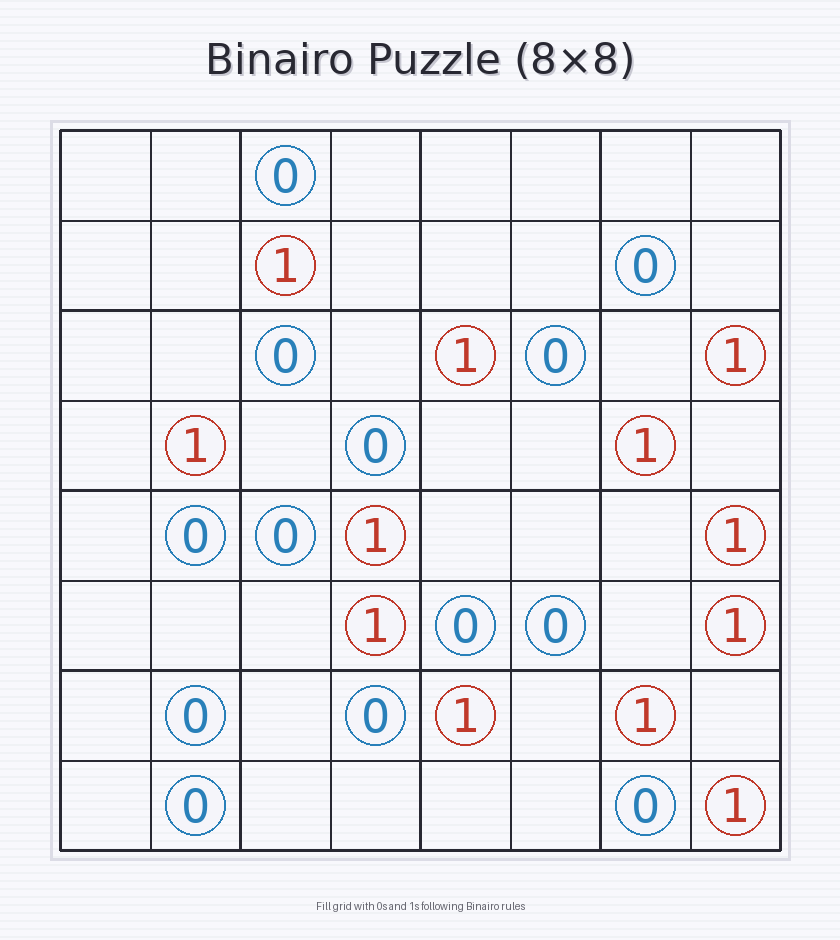 Binairo Puzzle (8×8)
0
1 0
0 1 0 1
1 0 1
0 0 1 1
1 0 0 1
0 0 1 1
0 0 1
Fill grid with 0s and 1s following Binairo rules